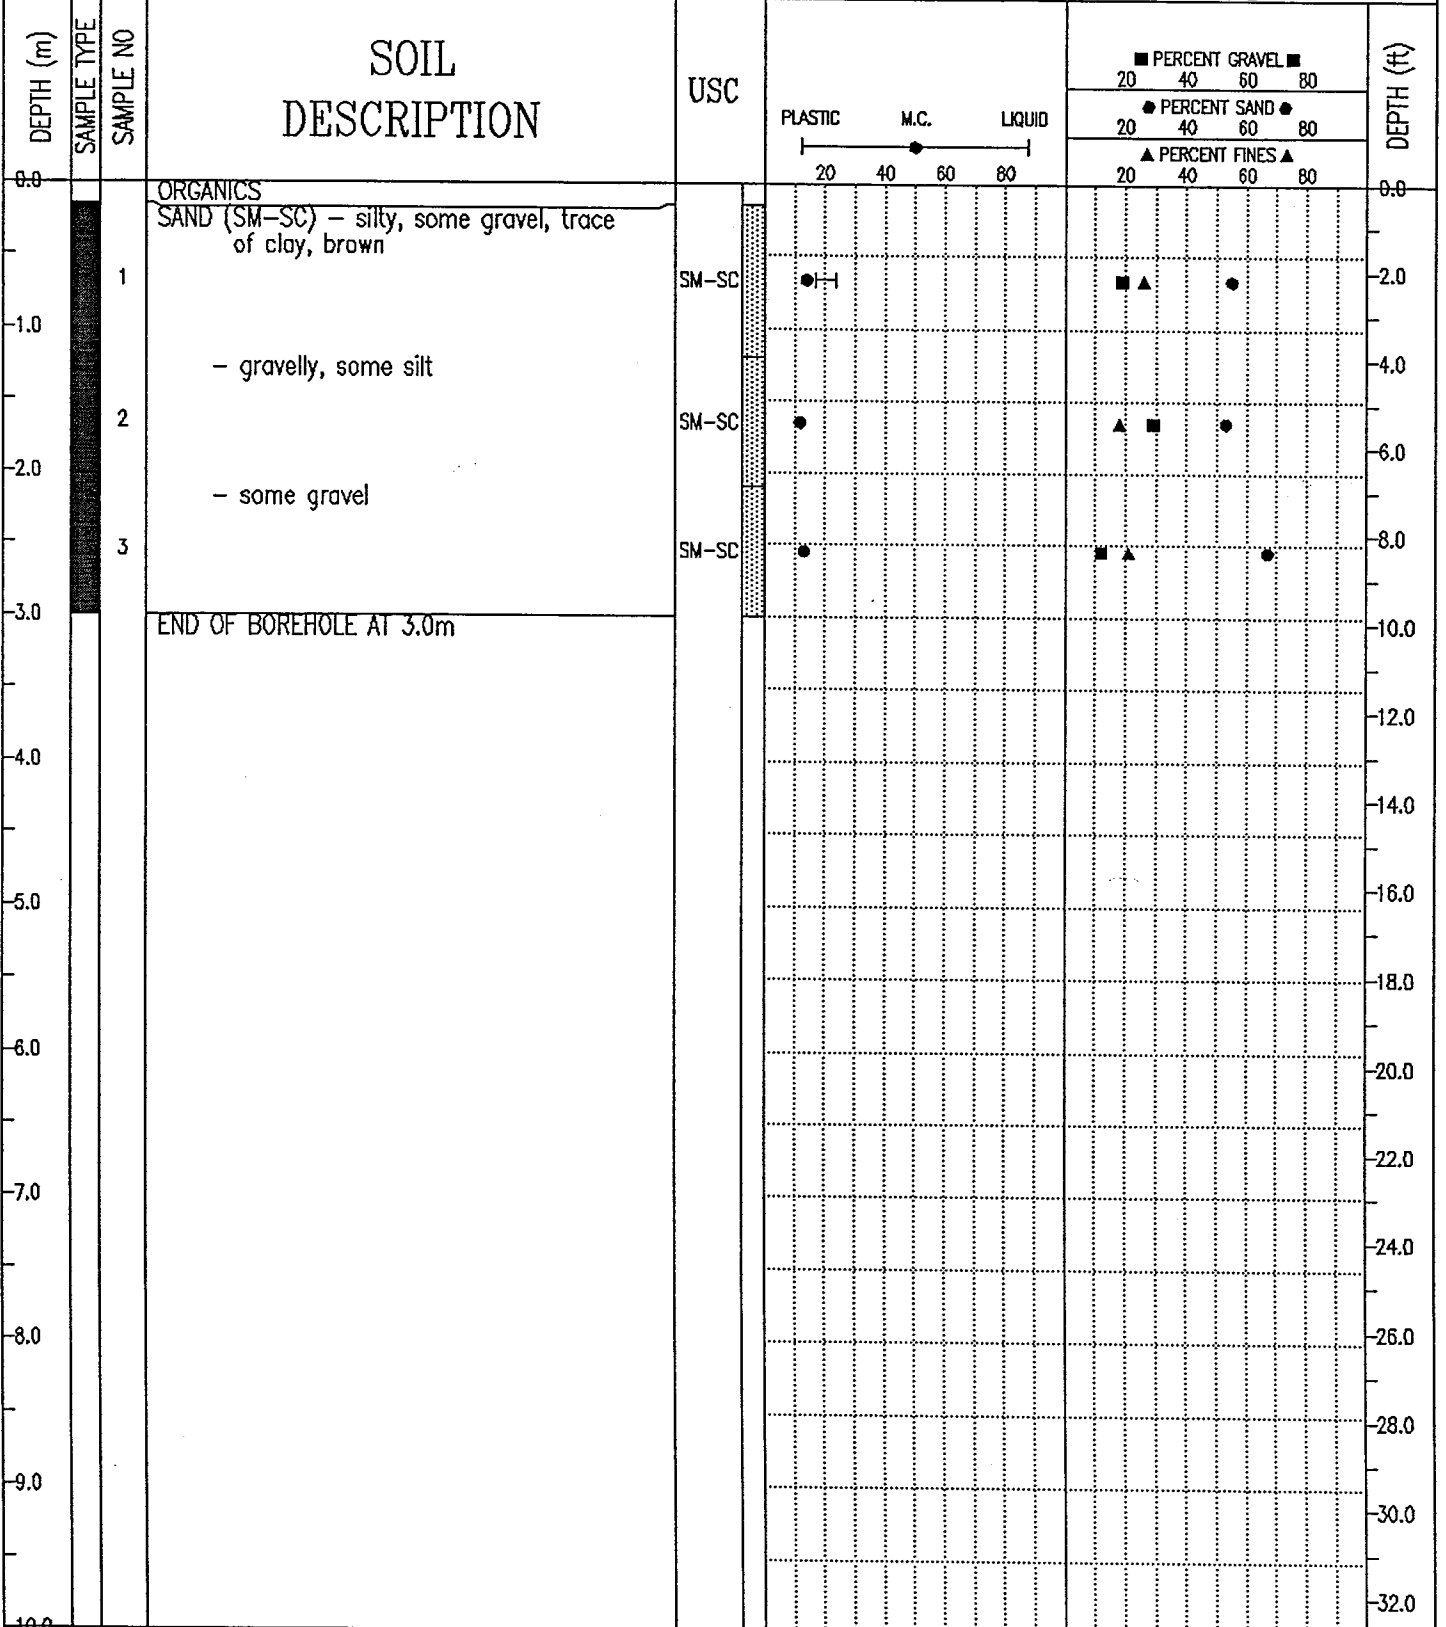 DEPTH (m)
SAMPLE TYPE
SAMPLE NO
SOIL
DESCRIPTION
USC
PLASTIC M.C. LIQUID
20 40 60 80
■ PERCENT GRAVEL ■
20 40 60 80
● PERCENT SAND ●
20 40 60 80
▲ PERCENT FINES ▲
20 40 60 80
DEPTH (ft)
0.0
ORGANICS
0.0
SAND (SM-SC) – silty, some gravel, trace
of clay, brown
1
SM-SC
2.0
1.0
– gravelly, some silt
4.0
2
SM-SC
6.0
2.0
– some gravel
3
SM-SC
8.0
3.0
END OF BOREHOLE AT 3.0m
10.0
12.0
4.0
14.0
5.0
16.0
18.0
6.0
20.0
22.0
7.0
24.0
8.0
26.0
28.0
9.0
30.0
32.0
10.0